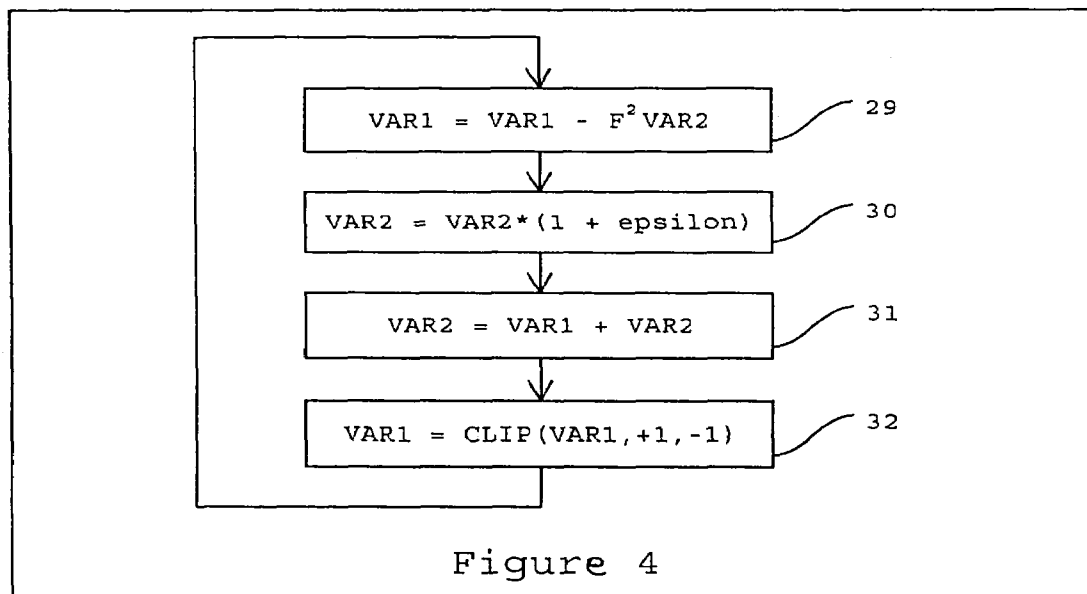 VAR1 = VAR1 - F²VAR2
29
VAR2 = VAR2*(1 + epsilon)
30
VAR2 = VAR1 + VAR2
31
VAR1 = CLIP(VAR1,+1,-1)
32
Figure 4